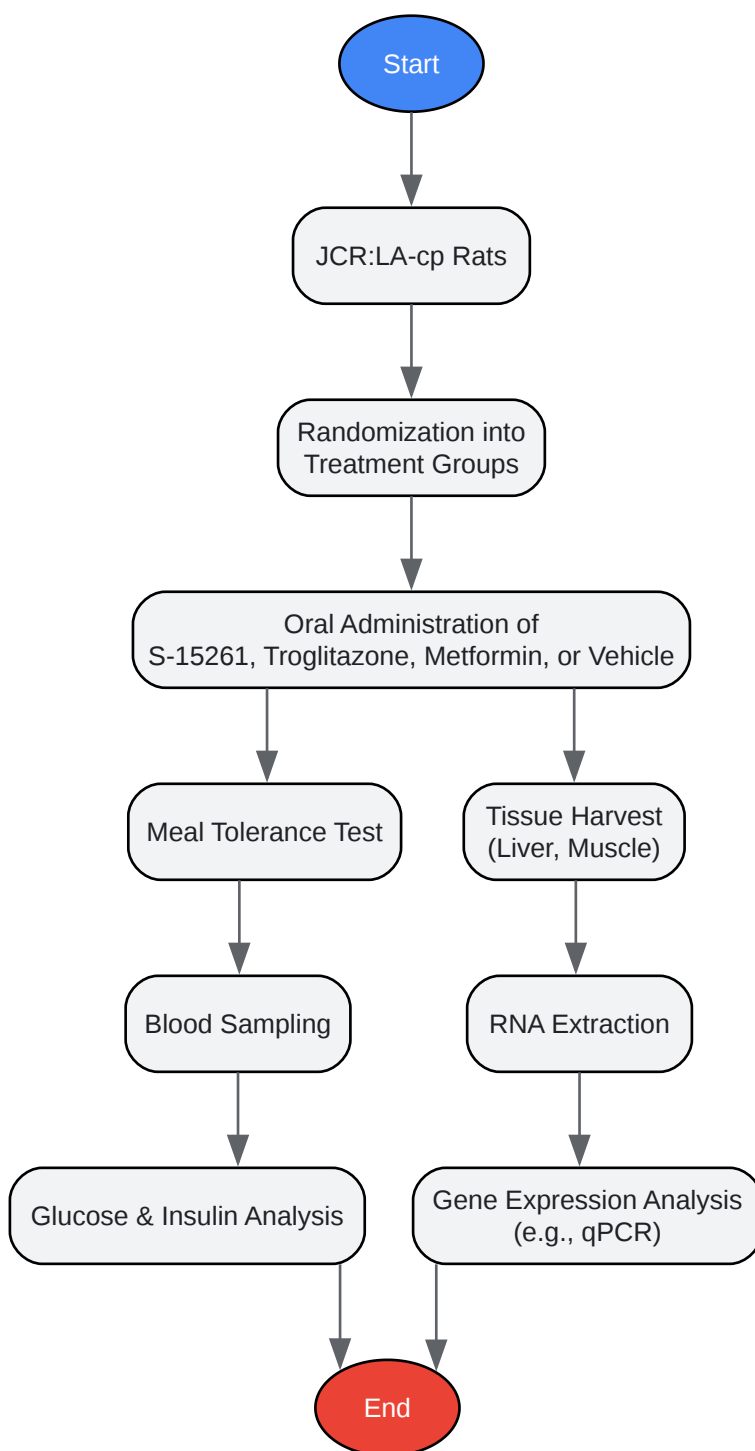 Start
JCR:LA-cp Rats
Randomization into
Treatment Groups
Oral Administration of
S-15261, Troglitazone, Metformin, or Vehicle
Meal Tolerance Test
Tissue Harvest
(Liver, Muscle)
Blood Sampling
RNA Extraction
Glucose & Insulin Analysis
Gene Expression Analysis
(e.g., qPCR)
End